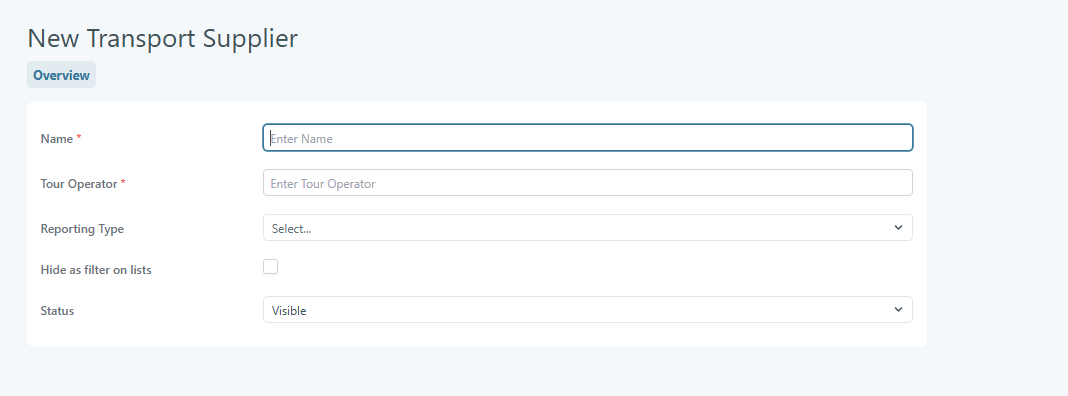 New Transport Supplier
Overview
Name *
Enter Name
Tour Operator *
Enter Tour Operator
Reporting Type
Select...
Hide as filter on lists
Status
Visible